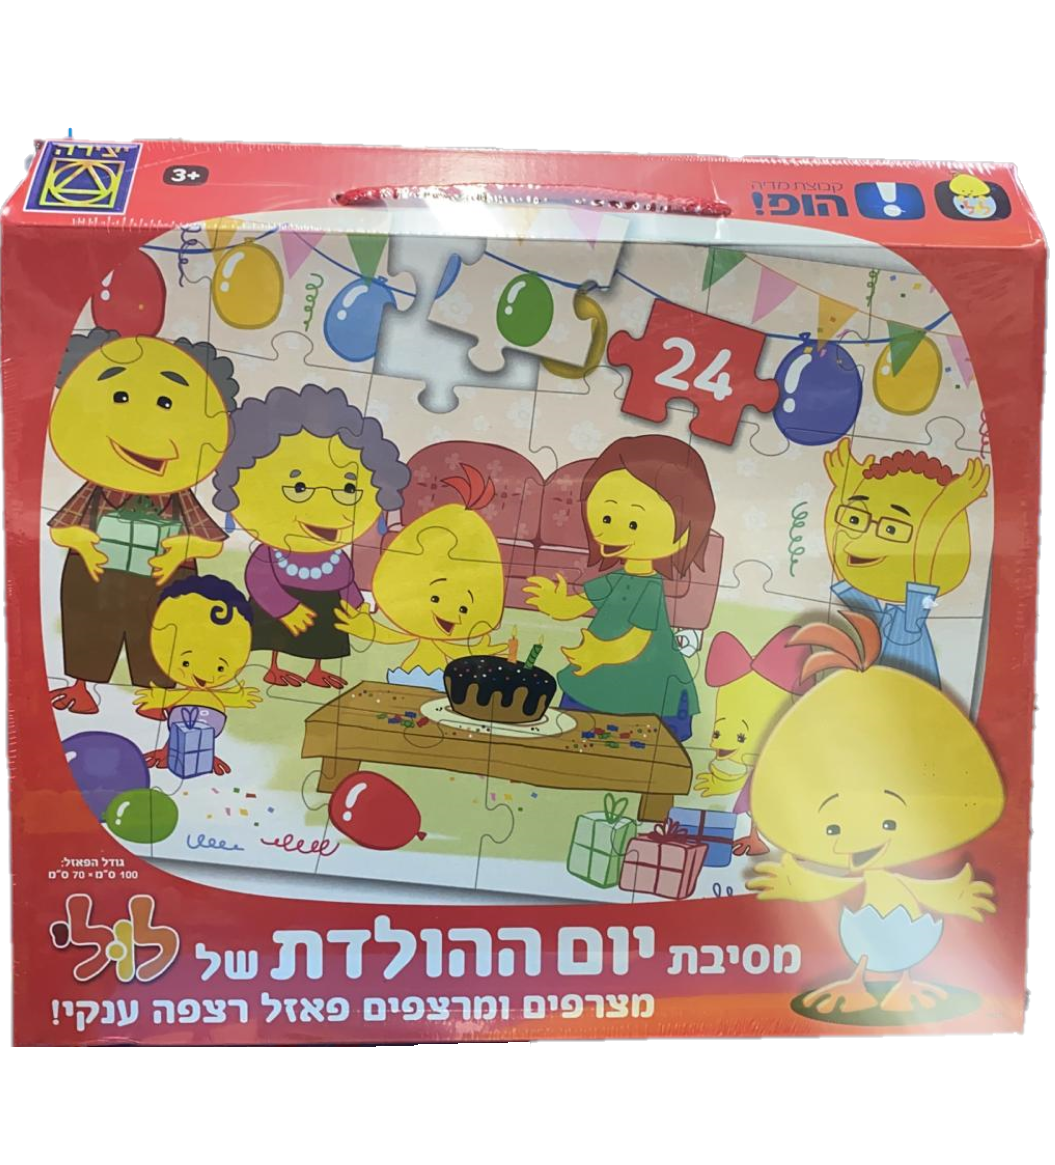 יצירה
3+
קבוצת מדיה
הופ!
24
גודל הפאזל:
100 ס"מ * 70 ס"מ
מסיבת יום ההולדת של לולי
מצרפים ומרצפים פאזל רצפה ענקי!